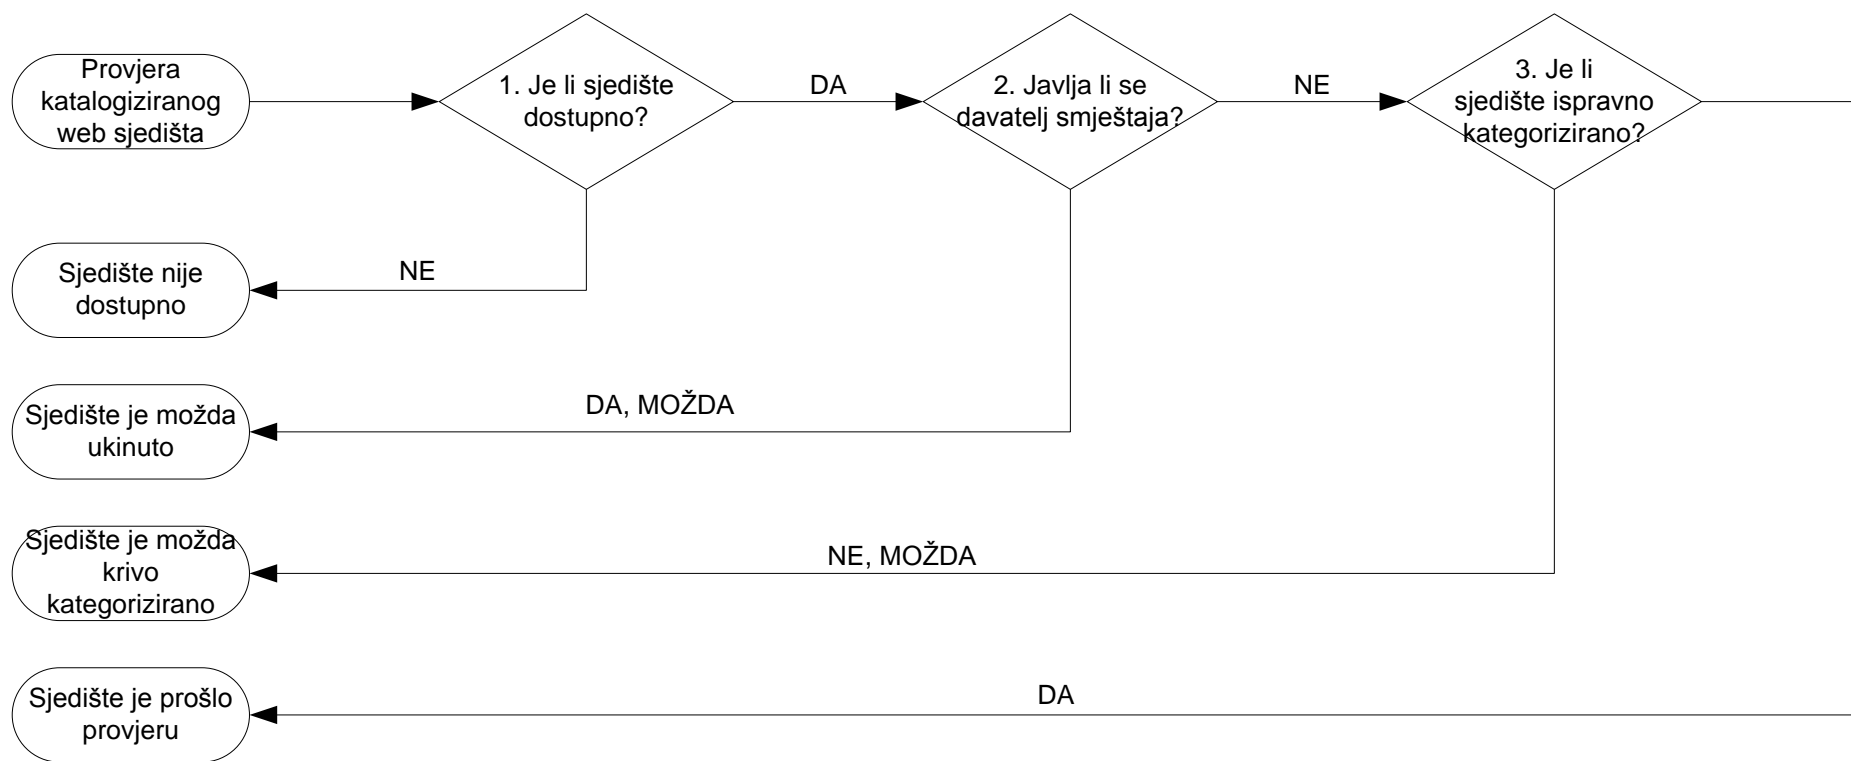 Provjera
katalogiziranog
web sjedišta
1. Je li sjedište
dostupno?
DA
2. Javlja li se
davatelj smještaja?
NE
3. Je li
sjedište ispravno
kategorizirano?
Sjedište nije
dostupno
NE
Sjedište je možda
ukinuto
DA, MOŽDA
Sjedište je možda
krivo
kategorizirano
NE, MOŽDA
Sjedište je prošlo
provjeru
DA